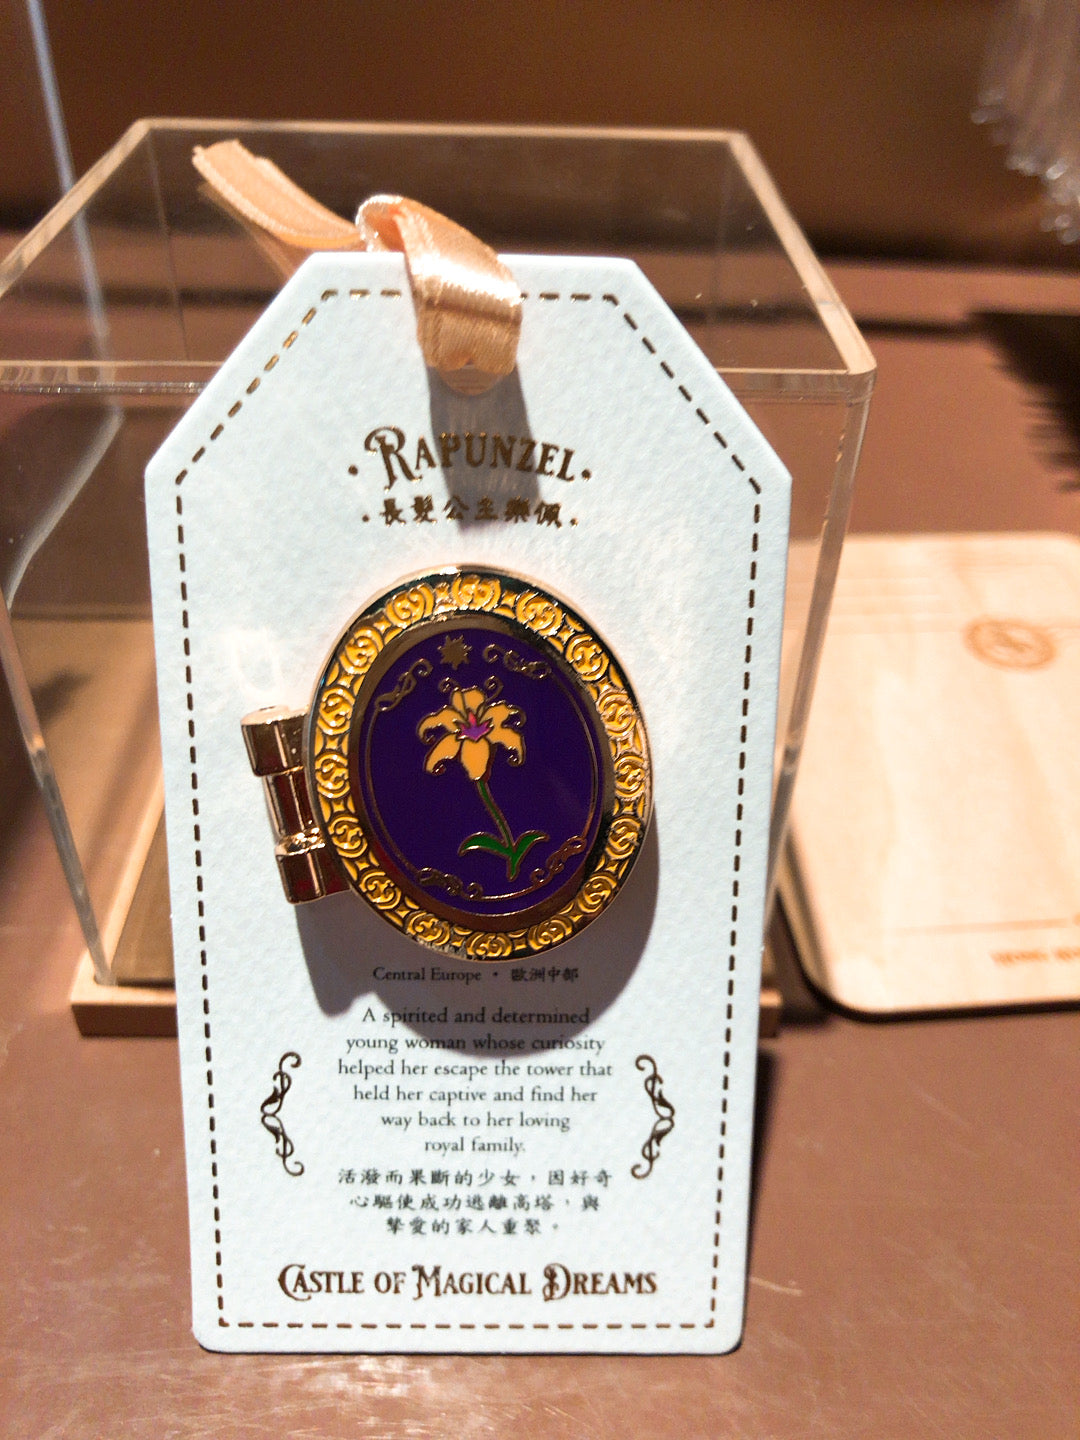 · RAPUNZEL ·
· 長髮公主樂佩 ·
Central Europe · 歐洲中部
A spirited and determined
young woman whose curiosity
helped her escape the tower that
held her captive and find her
way back to her loving
royal family.
活潑而果斷的少女，因好奇
心驅使成功逃離高塔，與
摯愛的家人重聚。
CASTLE OF MAGICAL DREAMS